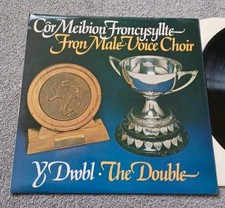 Côr Meibion Froncysyllte
Fron Male Voice Choir
Y Dwbl · The Double